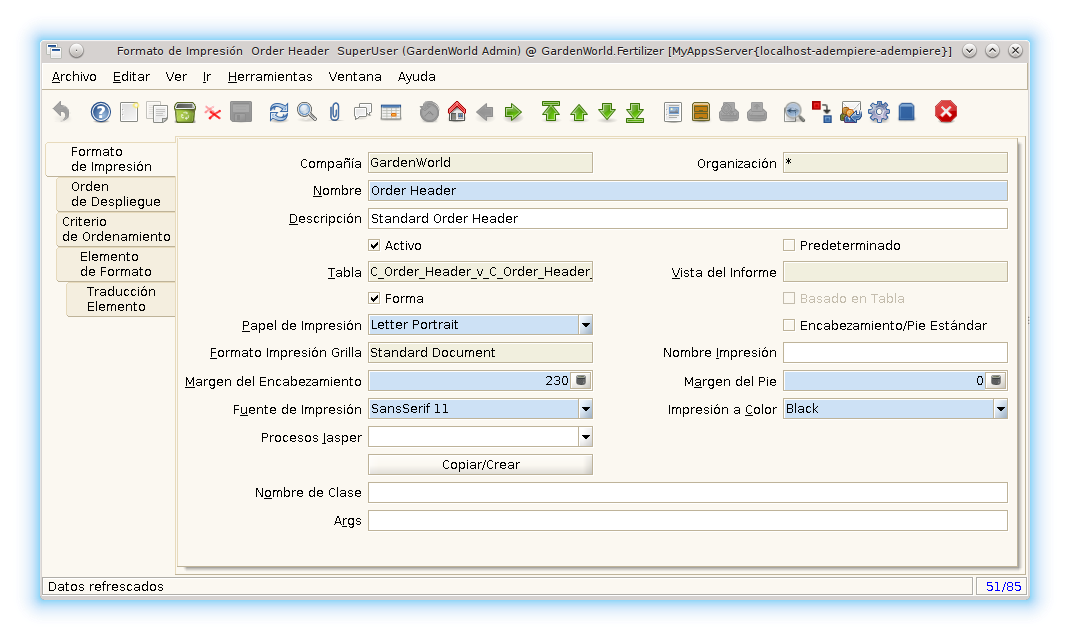 Formato de Impresión  Order Header  SuperUser (GardenWorld Admin) @ GardenWorld.Fertilizer [MyAppsServer{localhost-adempiere-adempiere}]
Archivo Editar Ver Ir Herramientas Ventana Ayuda
Formato
de Impresión
Orden
de Despliegue
Criterio
de Ordenamiento
Elemento
de Formato
Traducción
Elemento
Compañía GardenWorld Organización *
Nombre Order Header
Descripción Standard Order Header
Activo Predeterminado
Tabla C_Order_Header_v_C_Order_Header_ Vista del Informe
Forma Basado en Tabla
Papel de Impresión Letter Portrait Encabezamiento/Pie Estándar
Formato Impresión Grilla Standard Document Nombre Impresión
Margen del Encabezamiento 230 Margen del Pie 0
Fuente de Impresión SansSerif 11 Impresión a Color Black
Procesos Jasper
Copiar/Crear
Nombre de Clase
Args
Datos refrescados 51/85